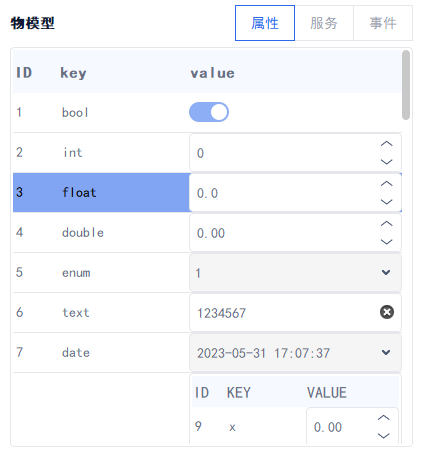 物模型 属性 服务 事件
ID key value
1 bool
2 int 0
3 float 0.0
4 double 0.00
5 enum 1
6 text 1234567
7 date 2023-05-31 17:07:37
ID KEY VALUE
9 x 0.00